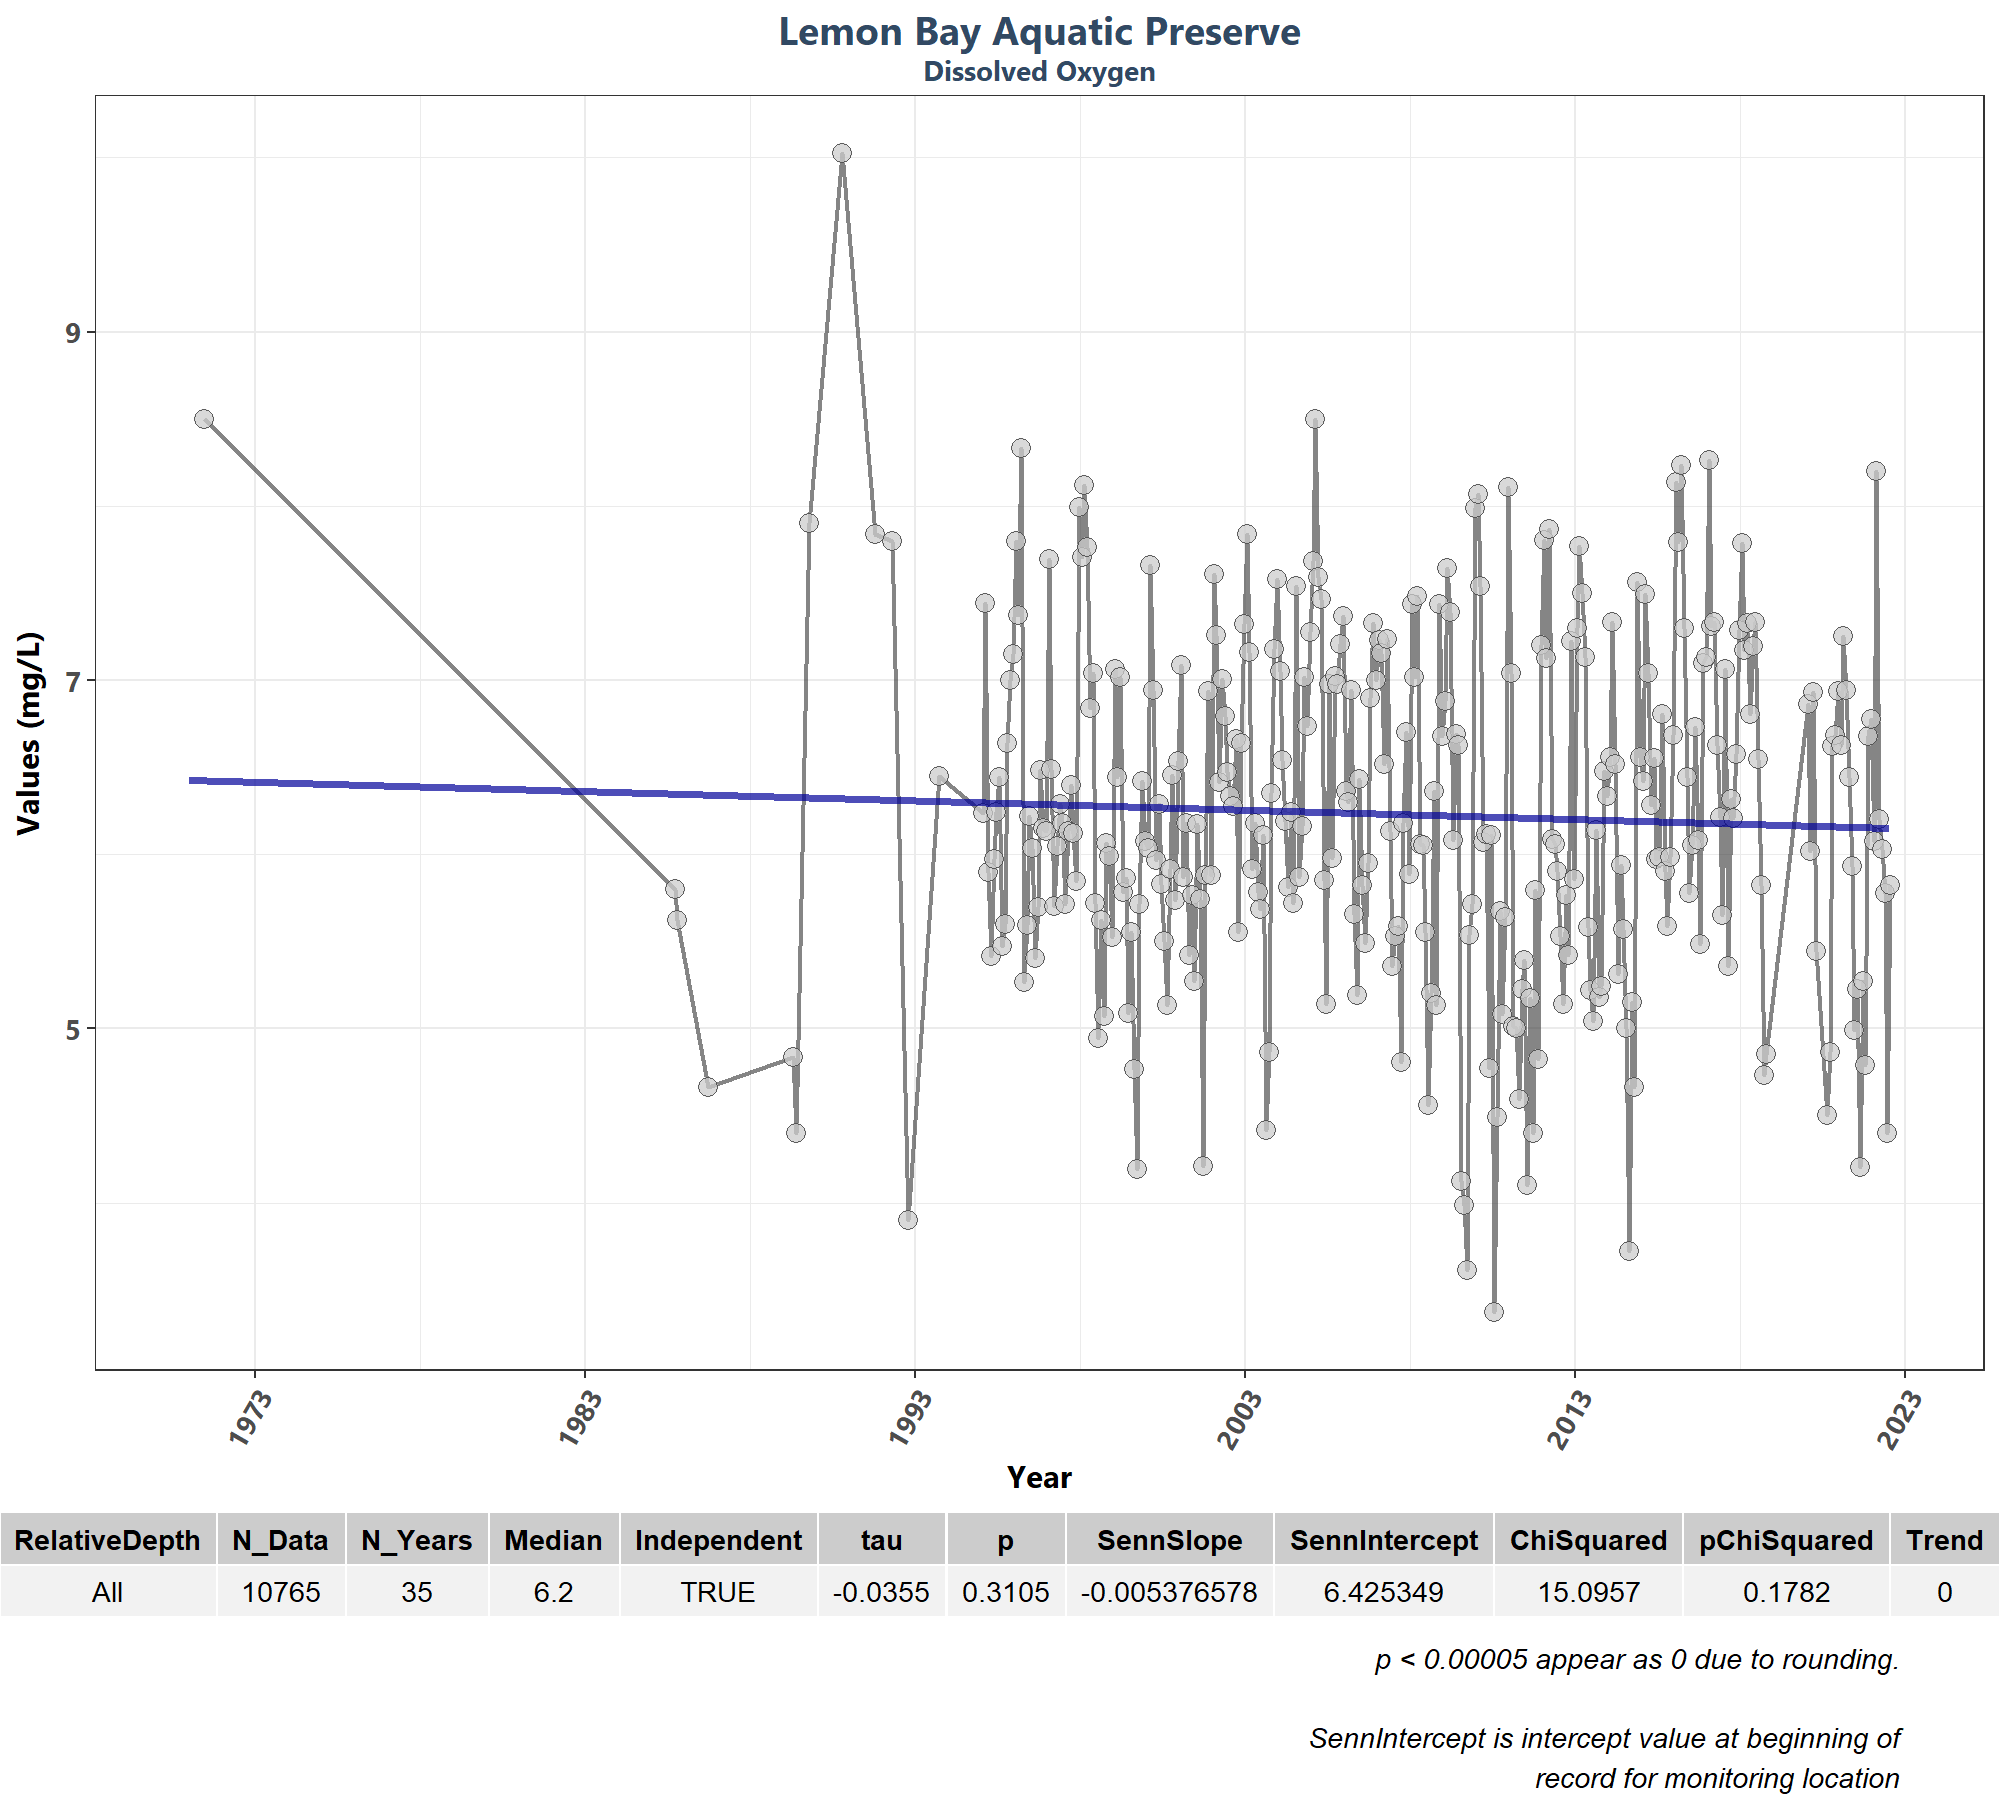 Lemon Bay Aquatic Preserve
Dissolved Oxygen
Values (mg/L)
9
7
5
1973 1983 1993 2003 2013 2023
Year
RelativeDepth N_Data N_Years Median Independent tau p SennSlope SennIntercept ChiSquared pChiSquared Trend
All 10765 35 6.2 TRUE -0.0355 0.3105 -0.005376578 6.425349 15.0957 0.1782 0
p < 0.00005 appear as 0 due to rounding.
SennIntercept is intercept value at beginning of
record for monitoring location